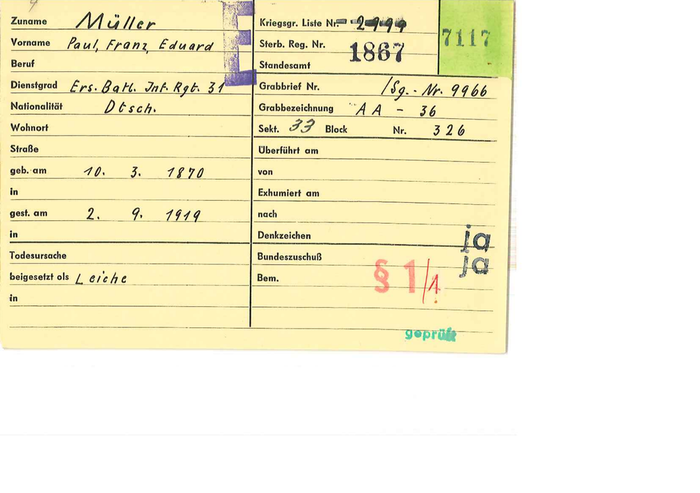 Zuname Müller
Vorname Paul, Franz, Eduard
Beruf
Dienstgrad Ers. Batl. Inf. Rgt. 31
Nationalität Dtsch.
Wohnort
Straße
geb. am 10. 3. 1870
in
gest. am 2. 9. 1919
in
Todesursache
beigesetzt als Leiche
in
E
Kriegsgr. Liste Nr.
Sterb. Reg. Nr. 1867
Standesamt
7117
Grabbrief Nr. /Sg.-Nr. 9966
Grabbezeichnung AA - 36
Sekt. 33 Block Nr. 326
Überführt am
von
Exhumiert am
nach
Denkzeichen ja
Bundeszuschuß ja
Bem. § 1/1
geprüft